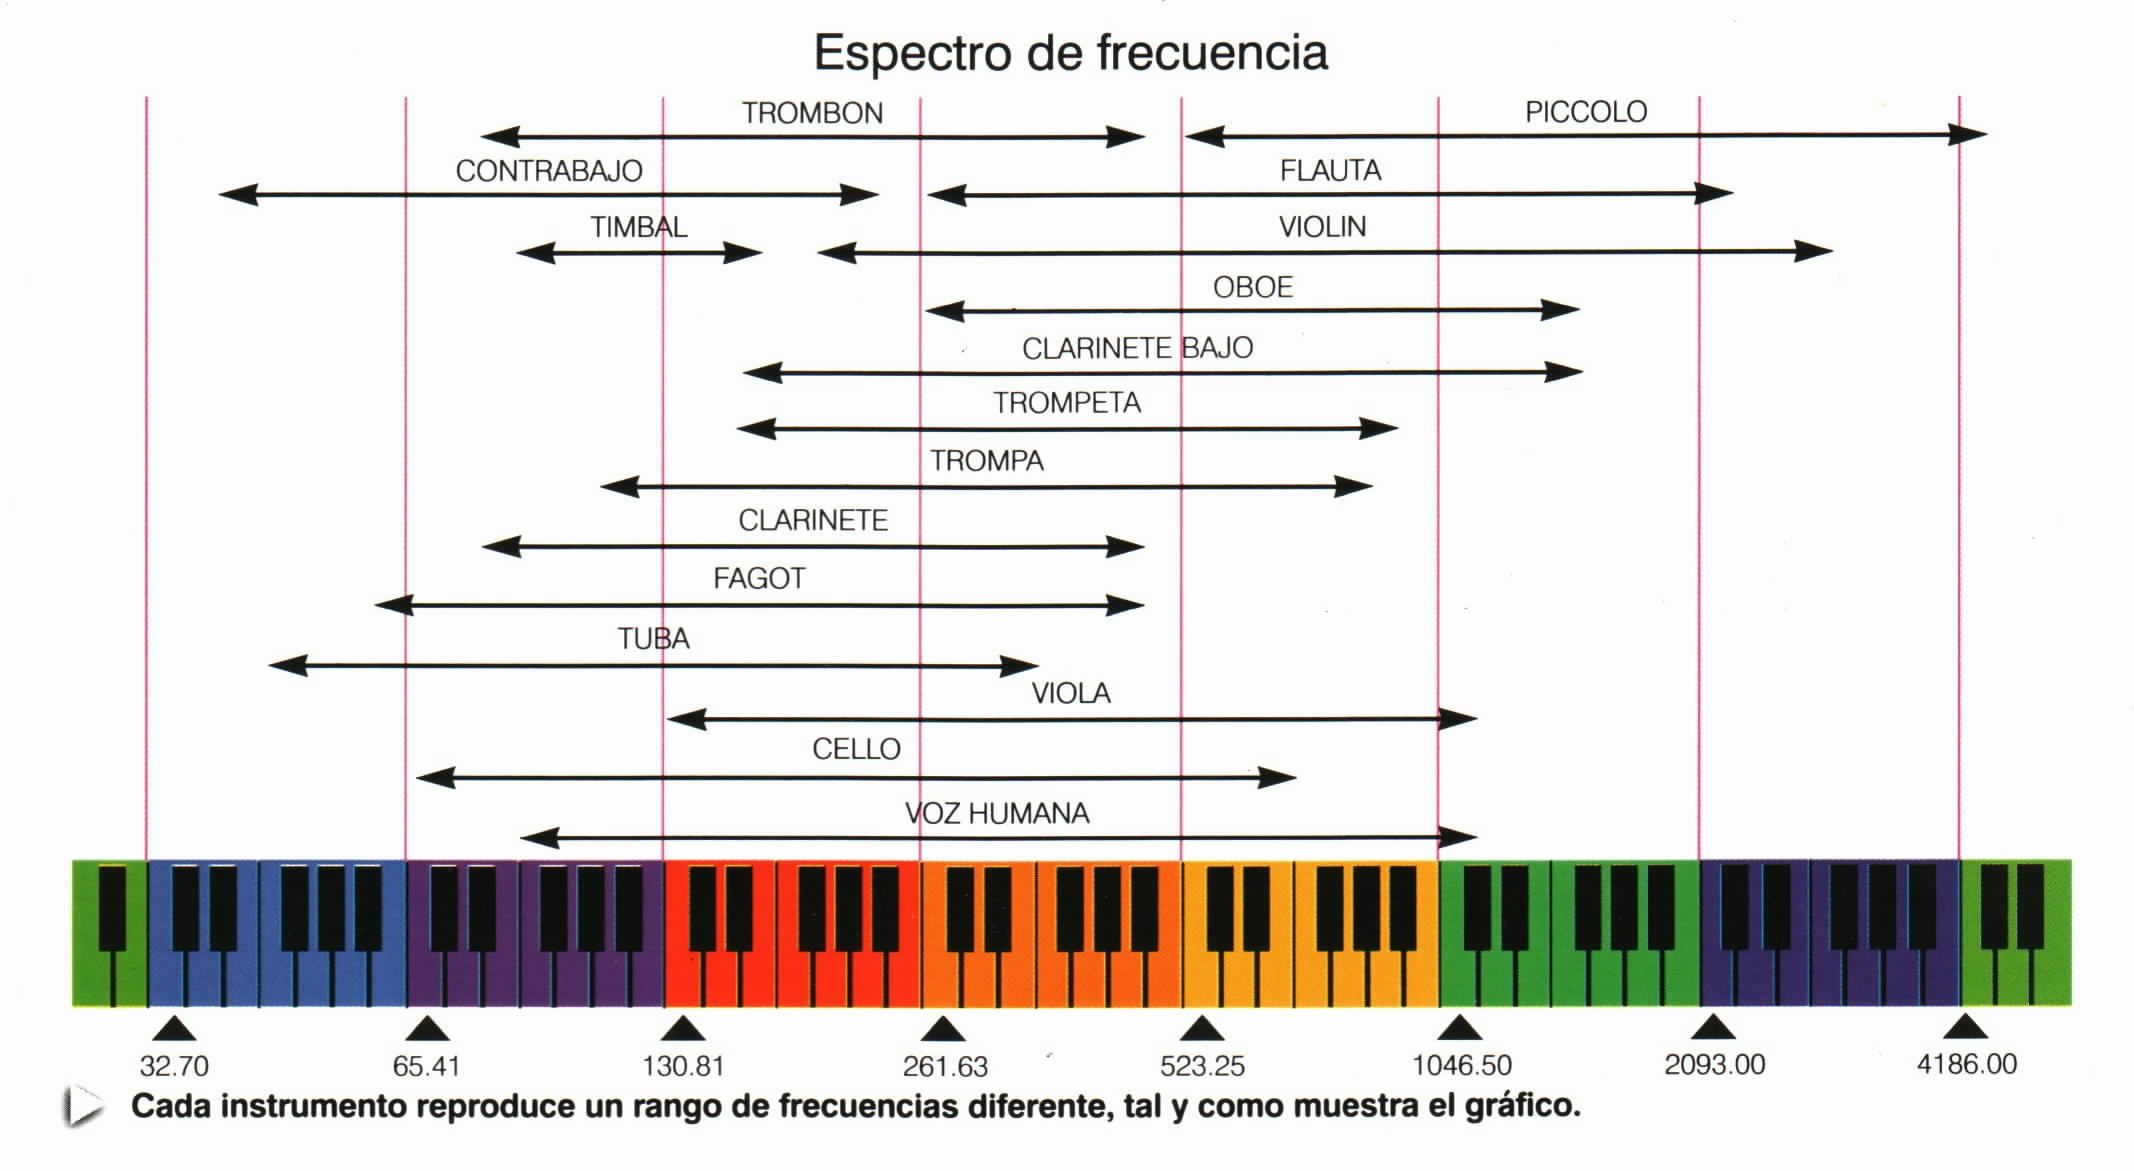 Espectro de frecuencia
TROMBON
PICCOLO
CONTRABAJO
FLAUTA
TIMBAL
VIOLIN
OBOE
CLARINETE BAJO
TROMPETA
TROMPA
CLARINETE
FAGOT
TUBA
VIOLA
CELLO
VOZ HUMANA
32.70 65.41 130.81 261.63 523.25 1046.50 2093.00 4186.00
Cada instrumento reproduce un rango de frecuencias diferente, tal y como muestra el gráfico.